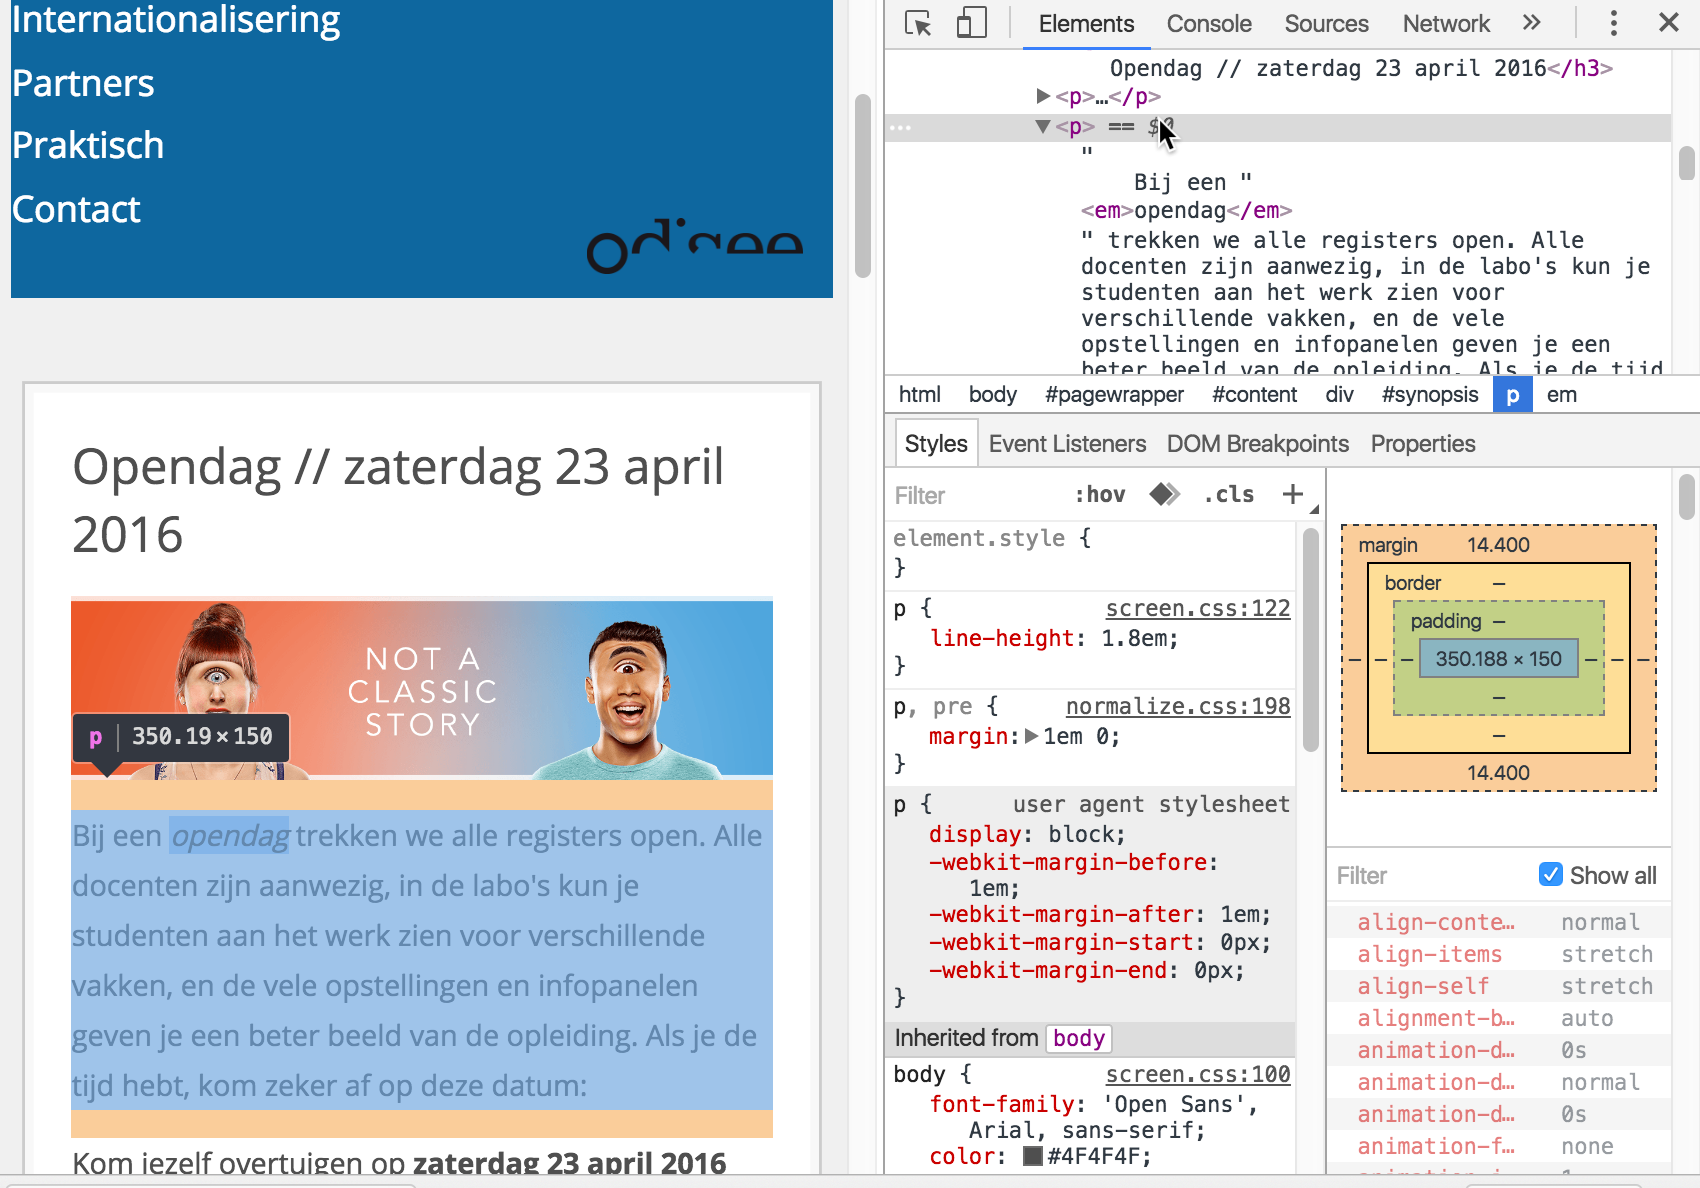 Internationalisering
Partners
Praktisch
Contact
odisee
Opendag // zaterdag 23 april
2016
NOT A
CLASSIC
STORY
p 350.19×150
Bij een opendag trekken we alle registers open. Alle
docenten zijn aanwezig, in de labo's kun je
studenten aan het werk zien voor verschillende
vakken, en de vele opstellingen en infopanelen
geven je een beter beeld van de opleiding. Als je de
tijd hebt, kom zeker af op deze datum:
Kom jezelf overtuigen op zaterdag 23 april 2016
Elements Console Sources Network »
Opendag // zaterdag 23 april 2016</h3>
▶<p>…</p>
… ▼<p> == $0
"
Bij een "
<em>opendag</em>
" trekken we alle registers open. Alle
docenten zijn aanwezig, in de labo's kun je
studenten aan het werk zien voor
verschillende vakken, en de vele
opstellingen en infopanelen geven je een
beter beeld van de opleiding. Als je de tijd
html body #pagewrapper #content div #synopsis p em
Styles Event Listeners DOM Breakpoints Properties
Filter :hov .cls +
element.style {
}
p { screen.css:122
line-height: 1.8em;
}
p, pre { normalize.css:198
margin:▶1em 0;
}
p { user agent stylesheet
display: block;
-webkit-margin-before:
1em;
-webkit-margin-after: 1em;
-webkit-margin-start: 0px;
-webkit-margin-end: 0px;
}
Inherited from body
body { screen.css:100
font-family: 'Open Sans',
Arial, sans-serif;
color: #4F4F4F;
margin 14.400
border –
padding –
– – – 350.188 × 150 – – –
–
–
14.400
Filter Show all
align-conte… normal
align-items stretch
align-self stretch
alignment-b… auto
animation-d… 0s
animation-d… normal
animation-d… 0s
animation-f… none